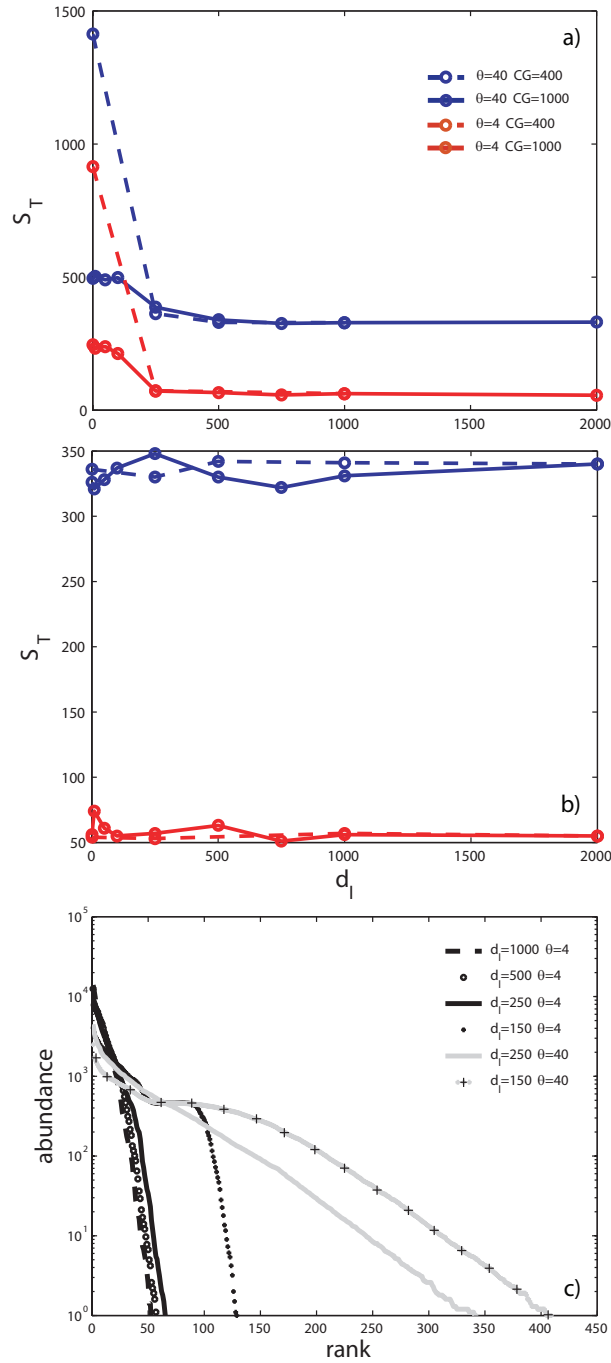 a)
1500
1000
500
0
S_T
θ=40 CG=400
θ=40 CG=1000
θ=4 CG=400
θ=4 CG=1000
0 500 1000 1500 2000
350
300
250
200
150
100
50
S_T
b)
0 500 1000 1500 2000
d_I
10^5
10^4
10^3
10^2
10^1
10^0
abundance
d_I=1000 θ=4
d_I=500 θ=4
d_I=250 θ=4
d_I=150 θ=4
d_I=250 θ=40
d_I=150 θ=40
c)
0 50 100 150 200 250 300 350 400 450
rank